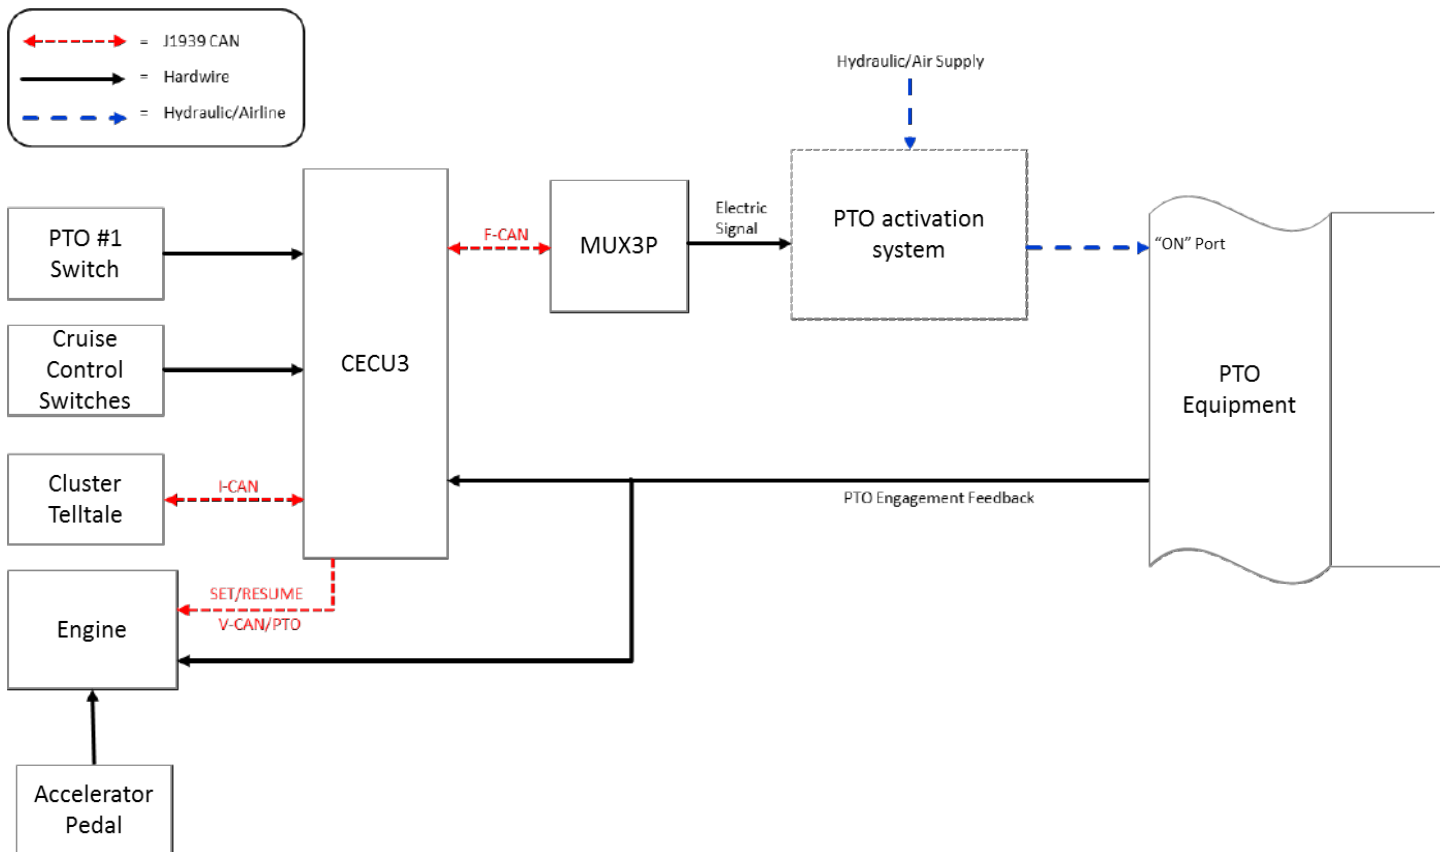 = J1939 CAN
= Hardwire
= Hydraulic/Airline
Hydraulic/Air Supply
PTO #1
Switch
Cruise
Control
Switches
Cluster
Telltale
Engine
Accelerator
Pedal
CECU3
F-CAN
I-CAN
SET/RESUME
V-CAN/PTO
MUX3P
Electric
Signal
PTO activation
system
"ON" Port
PTO
Equipment
PTO Engagement Feedback